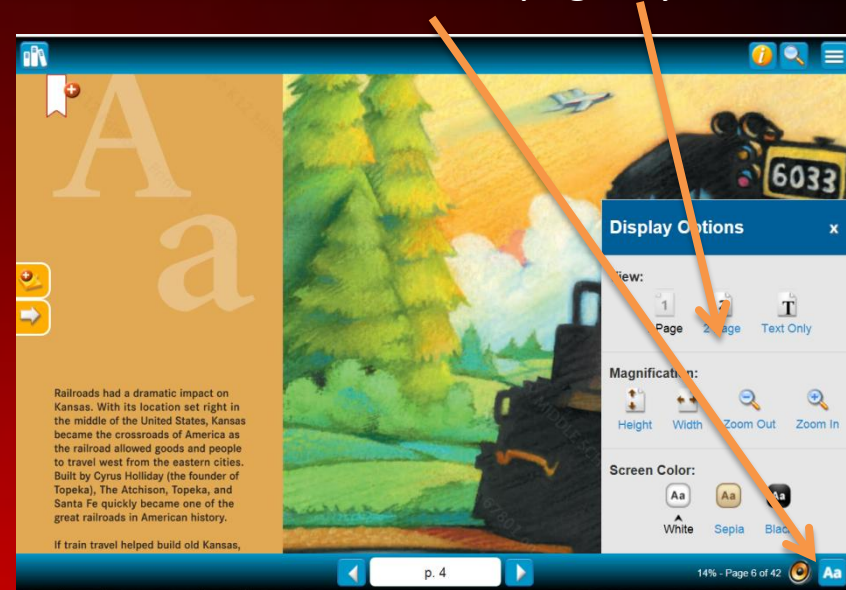 A
a
6033
Railroads had a dramatic impact on
Kansas. With its location set right in
the middle of the United States, Kansas
became the crossroads of America as
the railroad allowed goods and people
to travel west from the eastern cities.
Built by Cyrus Holliday (the founder of
Topeka), The Atchison, Topeka, and
Santa Fe quickly became one of the
great railroads in American history.
If train travel helped build old Kansas,
Display Options x
View:
1 T
Page Text Only
Magnification:
Height Width Zoom Out Zoom In
Screen Color:
Aa Aa Aa
White Sepia
p. 4
14% - Page 6 of 42 Aa